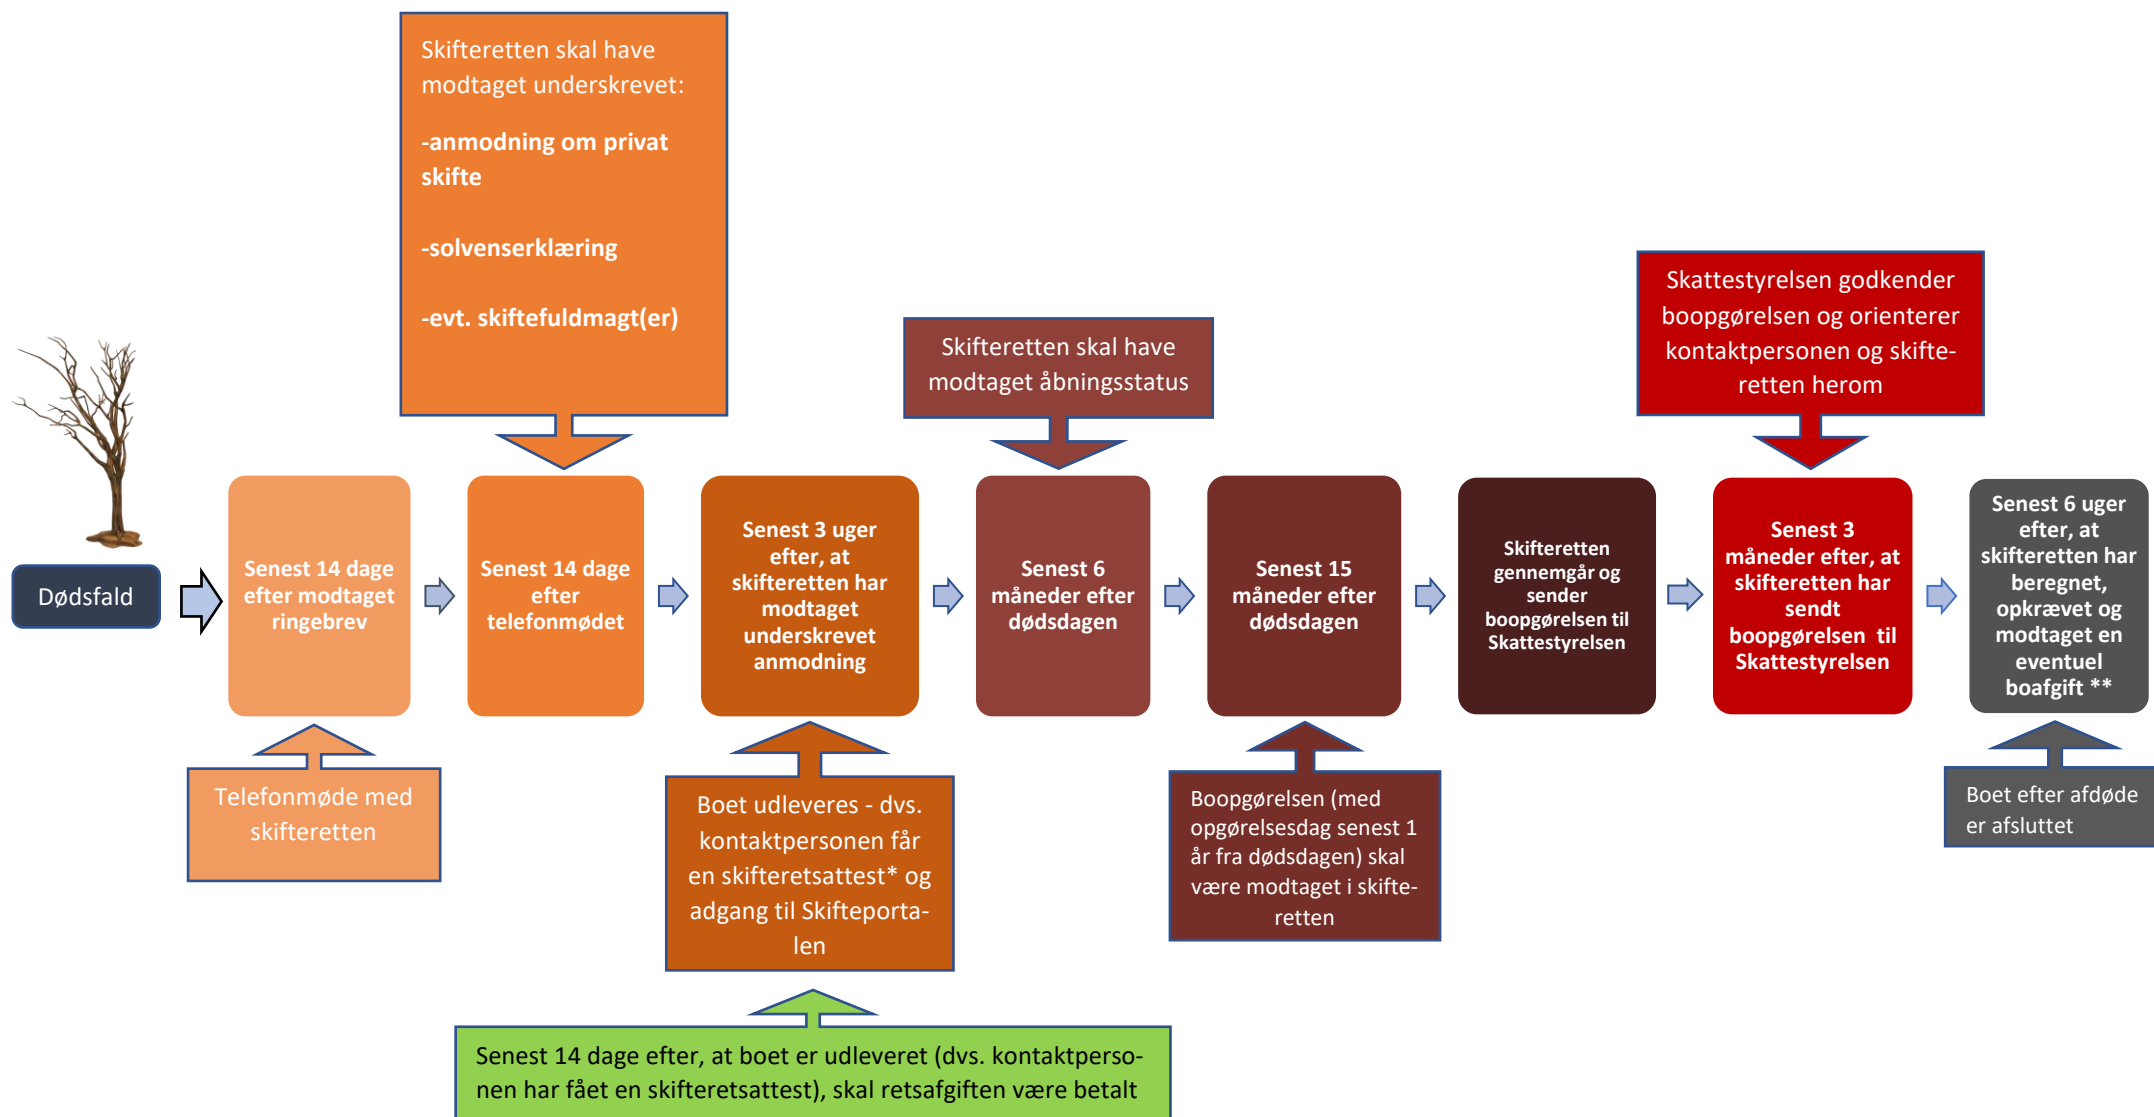 Skifteretten skal have
modtaget underskrevet:
-anmodning om privat
skifte
-solvenserklæring
-evt. skiftefuldmagt(er)
Skifteretten skal have
modtaget åbningsstatus
Skattestyrelsen godkender
boopgørelsen og orienterer
kontaktpersonen og skifte-
retten herom
Dødsfald
Senest 14 dage
efter modtaget
ringebrev
Senest 14 dage
efter
telefonmødet
Senest 3 uger
efter, at
skifteretten har
modtaget
underskrevet
anmodning
Senest 6
måneder efter
dødsdagen
Senest 15
måneder efter
dødsdagen
Skifteretten
gennemgår og
sender
boopgørelsen til
Skattestyrelsen
Senest 3
måneder efter, at
skifteretten har
sendt
boopgørelsen til
Skattestyrelsen
Senest 6 uger
efter, at
skifteretten har
beregnet,
opkrævet og
modtaget en
eventuel
boafgift **
Telefonmøde med
skifteretten
Boet udleveres - dvs.
kontaktpersonen får
en skifteretsattest* og
adgang til Skifteporta-
len
Boopgørelsen (med
opgørelsesdag senest 1
år fra dødsdagen) skal
være modtaget i skifte-
retten
Boet efter afdøde
er afsluttet
Senest 14 dage efter, at boet er udleveret (dvs. kontaktperso-
nen har fået en skifteretsattest), skal retsafgiften være betalt